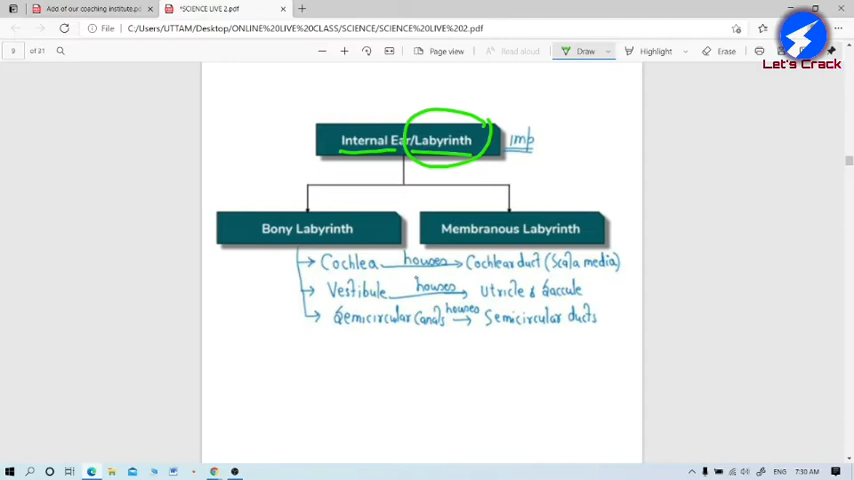 Add of our coaching institute.pd
*SCIENCE LIVE 2.pdf
File
C:/Users/UTTAM/Desktop/ONLINE%20LIVE%20CLASS/SCIENCE/SCIENCE%20LIVE%202.pdf
Let's Crack
9 of 21
Page view
Read aloud
Draw
Highlight
Erase
Internal Ear/Labyrinth
imp
Bony Labyrinth
Membranous Labyrinth
Cochlea houses Cochlear duct (Scala media)
Vestibule houses Utricle & Saccule
Semicircular Canals houses Semicircular ducts
ENG
7:30 AM